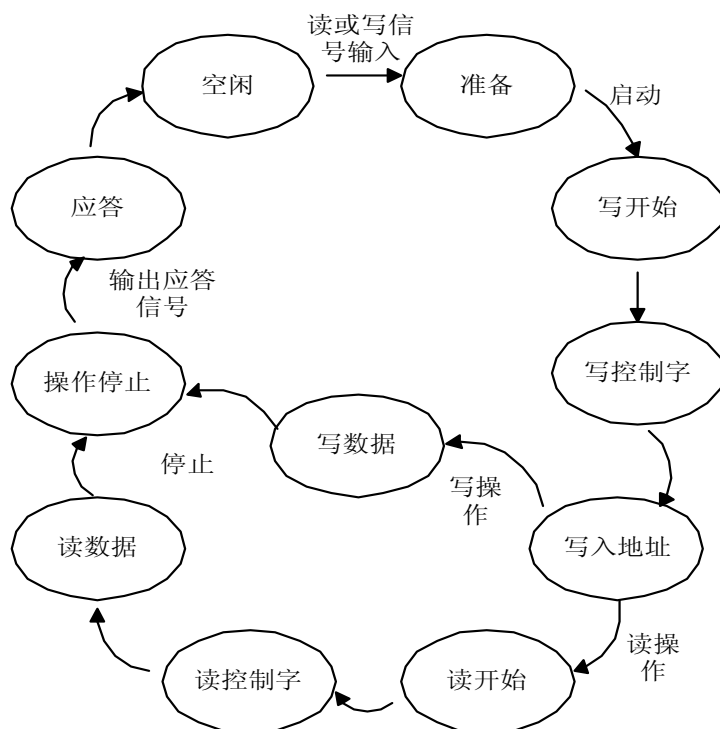 读或写信
号输入
空闲
准备
启动
应答
写开始
输出应答
信号
操作停止
写控制字
写数据
停止
写操
作
读数据
写入地址
读操
作
读控制字
读开始